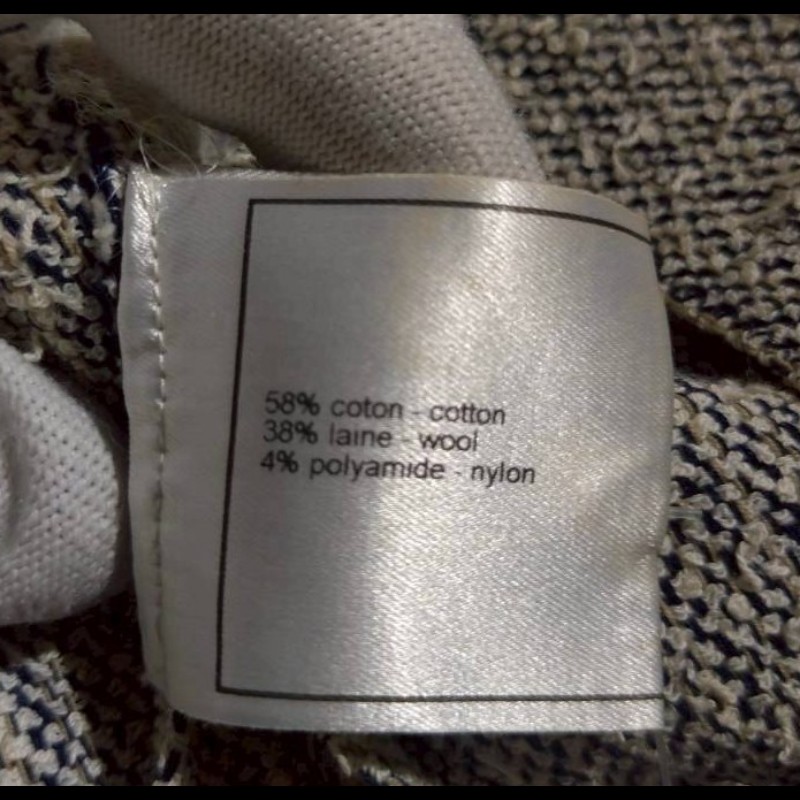 58% coton - cotton
38% laine - wool
4% polyamide - nylon